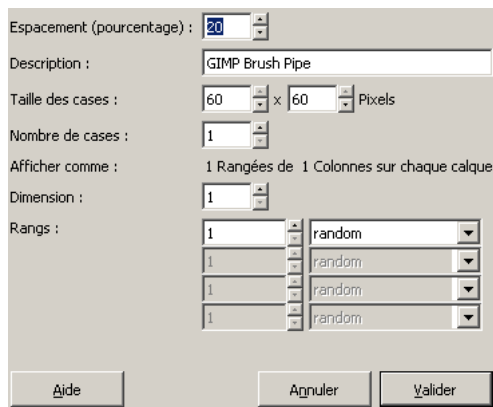 Espacement (pourcentage) : 20
Description : GIMP Brush Pipe
Taille des cases : 60 x 60 Pixels
Nombre de cases : 1
Afficher comme : 1 Rangées de 1 Colonnes sur chaque calque
Dimension : 1
Rangs : 1 random
1 random
1 random
1 random
Aide Annuler Valider